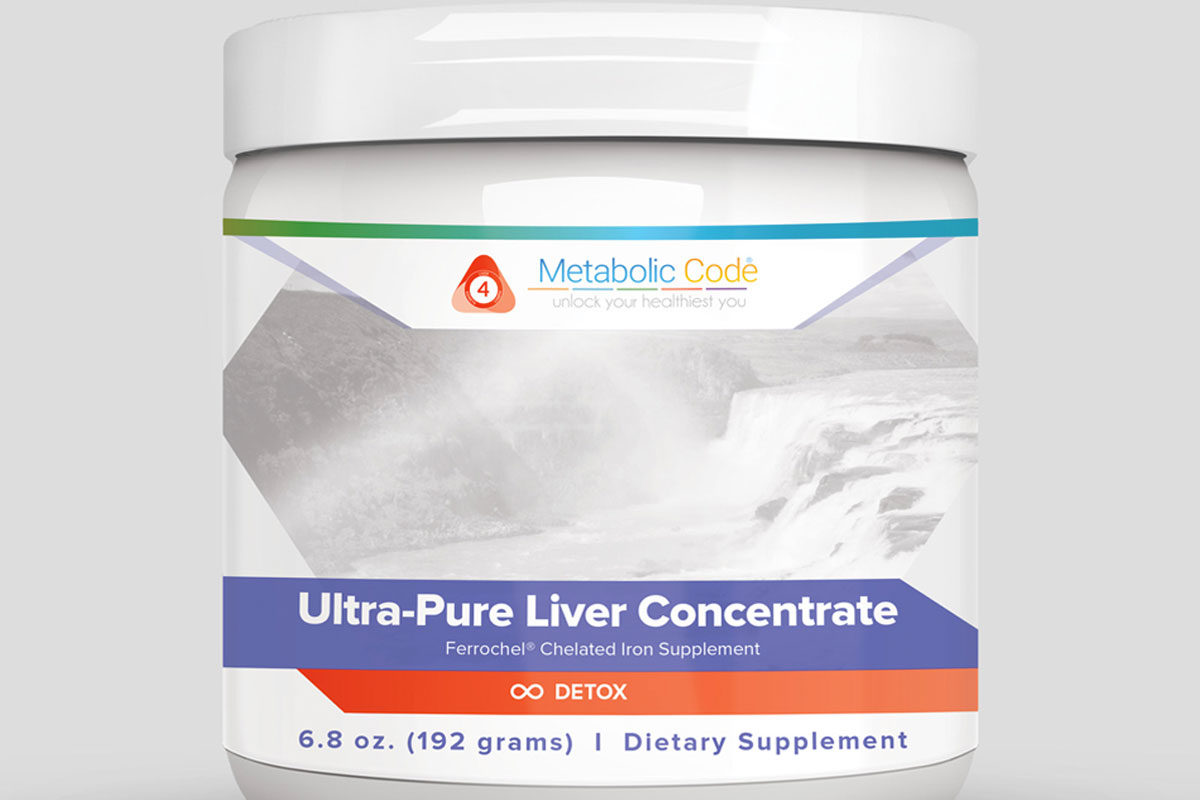 4
Metabolic Code®
unlock your healthiest you
Ultra-Pure Liver Concentrate
Ferrochel® Chelated Iron Supplement
∞ DETOX
6.8 oz. (192 grams) | Dietary Supplement